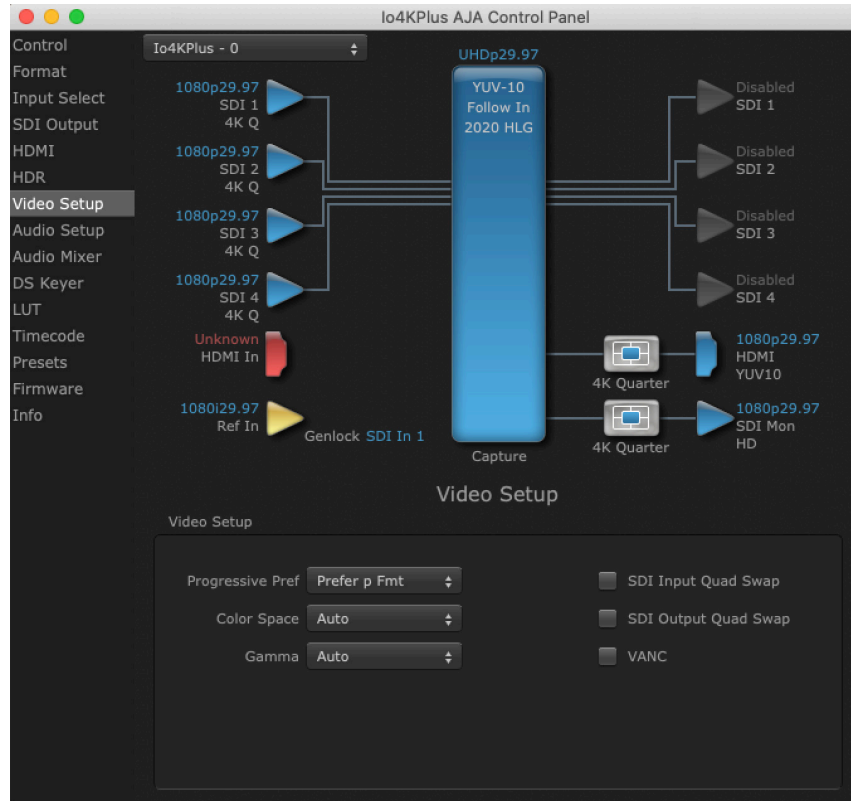 Io4KPlus AJA Control Panel
Control
Format
Input Select
SDI Output
HDMI
HDR
Video Setup
Audio Setup
Audio Mixer
DS Keyer
LUT
Timecode
Presets
Firmware
Info
Io4KPlus - 0
1080p29.97
SDI 1
4K Q
1080p29.97
SDI 2
4K Q
1080p29.97
SDI 3
4K Q
1080p29.97
SDI 4
4K Q
Unknown
HDMI In
1080i29.97
Ref In
Genlock SDI In 1
UHDp29.97
YUV-10
Follow In
2020 HLG
Capture
Disabled
SDI 1
Disabled
SDI 2
Disabled
SDI 3
Disabled
SDI 4
4K Quarter
1080p29.97
HDMI
YUV10
4K Quarter
1080p29.97
SDI Mon
HD
Video Setup
Video Setup
Progressive Pref Prefer p Fmt
Color Space Auto
Gamma Auto
SDI Input Quad Swap
SDI Output Quad Swap
VANC